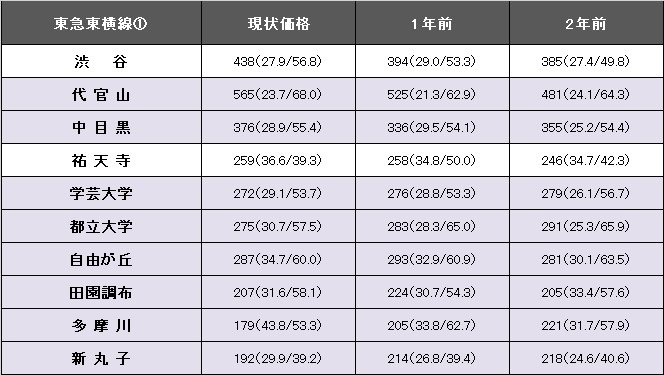 東急東横線① 現状価格 1年前 2年前
渋谷 438(27.9/56.8) 394(29.0/53.3) 385(27.4/49.8)
代官山 565(23.7/68.0) 525(21.3/62.9) 481(24.1/64.3)
中目黒 376(28.9/55.4) 336(29.5/54.1) 355(25.2/54.4)
祐天寺 259(36.6/39.3) 258(34.8/50.0) 246(34.7/42.3)
学芸大学 272(29.1/53.7) 276(28.8/53.3) 279(26.1/56.7)
都立大学 275(30.7/57.5) 283(28.3/65.0) 291(25.3/65.9)
自由が丘 287(34.7/60.0) 293(32.9/60.9) 281(30.1/63.5)
田園調布 207(31.6/58.1) 224(30.7/54.3) 205(33.4/57.6)
多摩川 179(43.8/53.3) 205(33.8/62.7) 221(31.7/57.9)
新丸子 192(29.9/39.2) 214(26.8/39.4) 218(24.6/40.6)